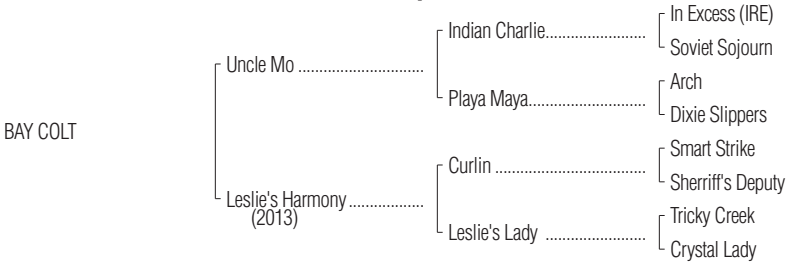 In Excess (IRE)
Indian Charlie.......................
Soviet Sojourn
Uncle Mo .............................
Arch
Playa Maya...........................
Dixie Slippers
BAY COLT
Smart Strike
Curlin ..................................
Sherriff's Deputy
Leslie's Harmony.................
(2013)
Tricky Creek
Leslie's Lady .......................
Crystal Lady